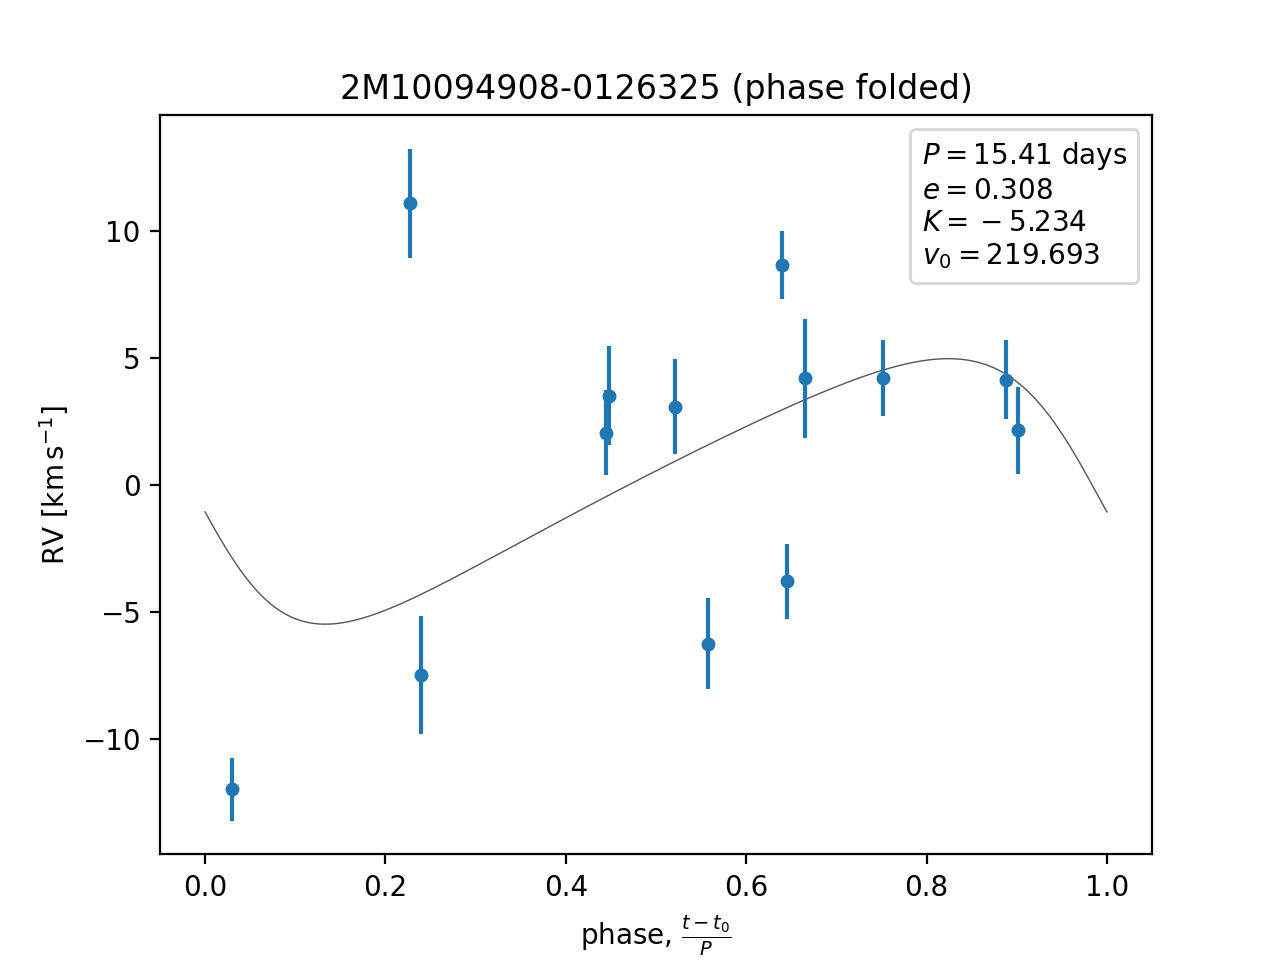 2M10094908-0126325 (phase folded)
P = 15.41 days
e = 0.308
K = −5.234
v₀ = 219.693
10
5
0
−5
−10
RV [km s⁻¹]
0.0 0.2 0.4 0.6 0.8 1.0
phase, (t − t₀)/P